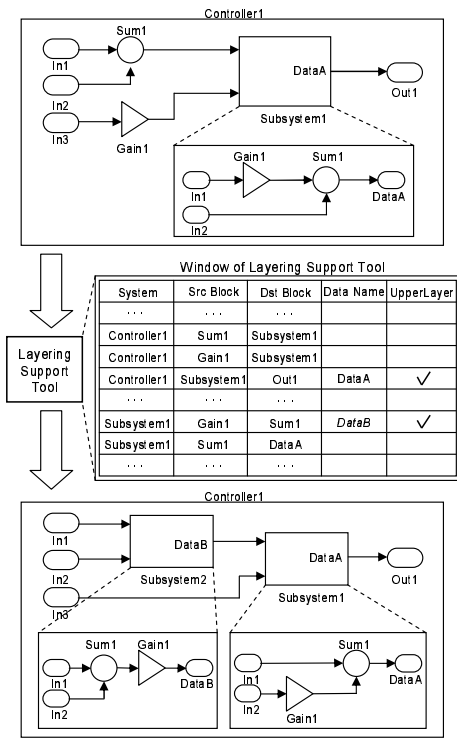 Controller1
Sum1
In1
DataA
In2
Out1
In3
Gain1
Subsystem1
Gain1
Sum1
In1
DataA
In2
Window of Layering Support Tool
System Src Block Dst Block Data Name UpperLayer
... ... ...
Controller1 Sum1 Subsystem1
Controller1 Gain1 Subsystem1
Controller1 Subsystem1 Out1 DataA ✓
... ... ...
Subsystem1 Gain1 Sum1 DataB ✓
Subsystem1 Sum1 DataA
... ... ...
Layering
Support
Tool
Controller1
In1
DataB
DataA
In2
Subsystem2
Out1
In3
Subsystem1
Sum1 Gain1
In1
DataB
In2
Sum1
In1
DataA
In2
Gain1